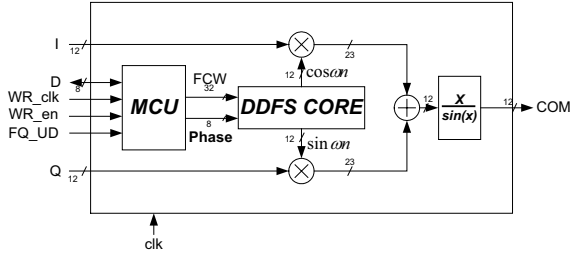 I
12
23
D
8
WR_clk
WR_en
FQ_UD
MCU
FCW
32
8
Phase
12
cosωn
DDFS CORE
12
sin ωn
12
x
sin(x)
12
COM
Q
12
23
clk